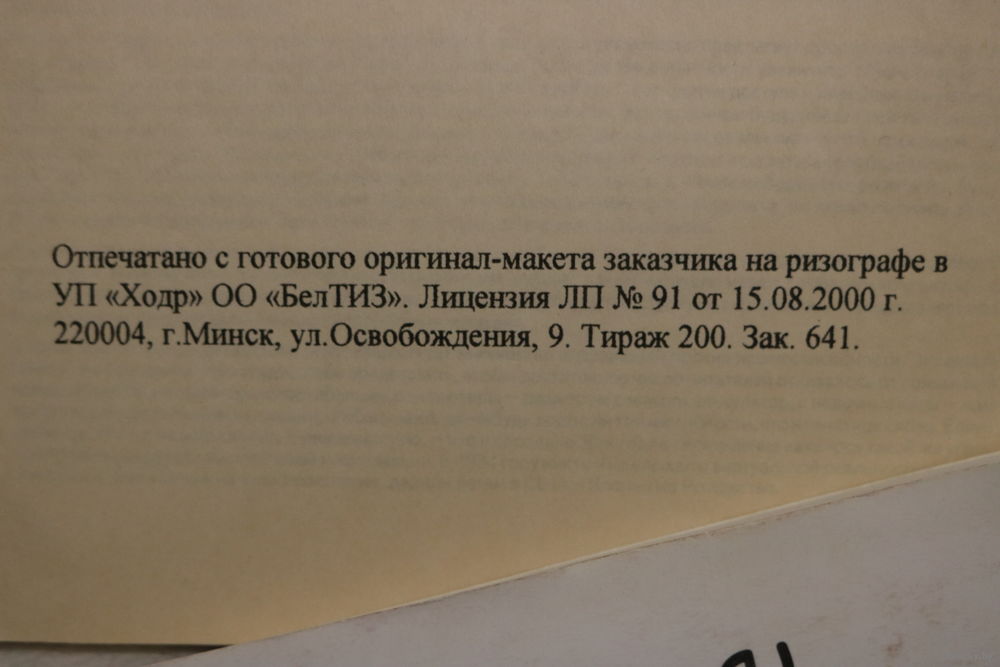 Отпечатано с готового оригинал-макета заказчика на ризографе в
УП «Ходр» ОО «БелТИЗ». Лицензия ЛП № 91 от 15.08.2000 г.
220004, г.Минск, ул.Освобождения, 9. Тираж 200. Зак. 641.